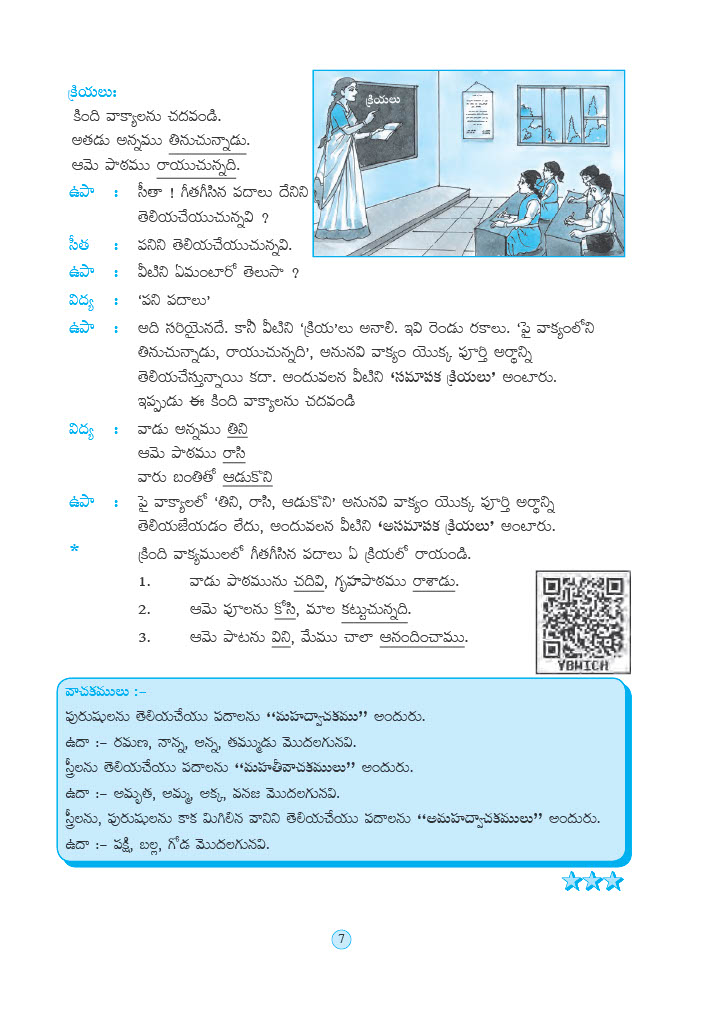 క్రియలు:
కింది వాక్యాలను చదవండి.
అతడు అన్నము తినుచున్నాడు.
ఆమె పాఠము రాయుచున్నది.
క్రియలు
ఉపా : సీతా ! గీతగీసిన పదాలు దేనిని
తెలియచేయుచున్నవి ?
సీత : పనిని తెలియచేయుచున్నవి.
ఉపా : వీటిని ఏమంటారో తెలుసా ?
విద్య : ‘పని పదాలు’
ఉపా : అది సరియైనదే. కానీ వీటిని ‘క్రియ’లు అనాలి. ఇవి రెండు రకాలు. ‘పై వాక్యంలోని
తినుచున్నాడు, రాయుచున్నది’, అనునవి వాక్యం యొక్క పూర్తి అర్థాన్ని
తెలియచేస్తున్నాయి కదా. అందువలన వీటిని ‘సమాపక క్రియలు’ అంటారు.
ఇప్పుడు ఈ కింది వాక్యాలను చదవండి
విద్య : వాడు అన్నము తిని
ఆమె పాఠము రాసి
వారు బంతితో ఆడుకొని
ఉపా : పై వాక్యాలలో ‘తిని, రాసి, ఆడుకొని’ అనునవి వాక్యం యొక్క పూర్తి అర్థాన్ని
తెలియజేయడం లేదు, అందువలన వీటిని ‘అసమాపక క్రియలు’ అంటారు.
* క్రింది వాక్యములలో గీతగీసిన పదాలు ఏ క్రియలో రాయండి.
1. వాడు పాఠమును చదివి, గృహపాఠము రాశాడు.
2. ఆమె పూలను కోసి, మాల కట్టుచున్నది.
3. ఆమె పాటను విని, మేము చాలా ఆనందించాము.
Y8W1CH
వాచకములు :–
పురుషులను తెలియచేయు పదాలను “మహద్వాచకము” అందురు.
ఉదా :– రమణ, నాన్న, అన్న, తమ్ముడు మొదలగునవి.
స్త్రీలను తెలియచేయు పదాలను “మహతీవాచకములు” అందురు.
ఉదా :– అమృత, అమ్మ, అక్క, వనజ మొదలగునవి.
స్త్రీలను, పురుషులను కాక మిగిలిన వానిని తెలియచేయు పదాలను “అమహద్వాచకములు” అందురు.
ఉదా :– పక్షి, బల్ల, గోడ మొదలగునవి.
7